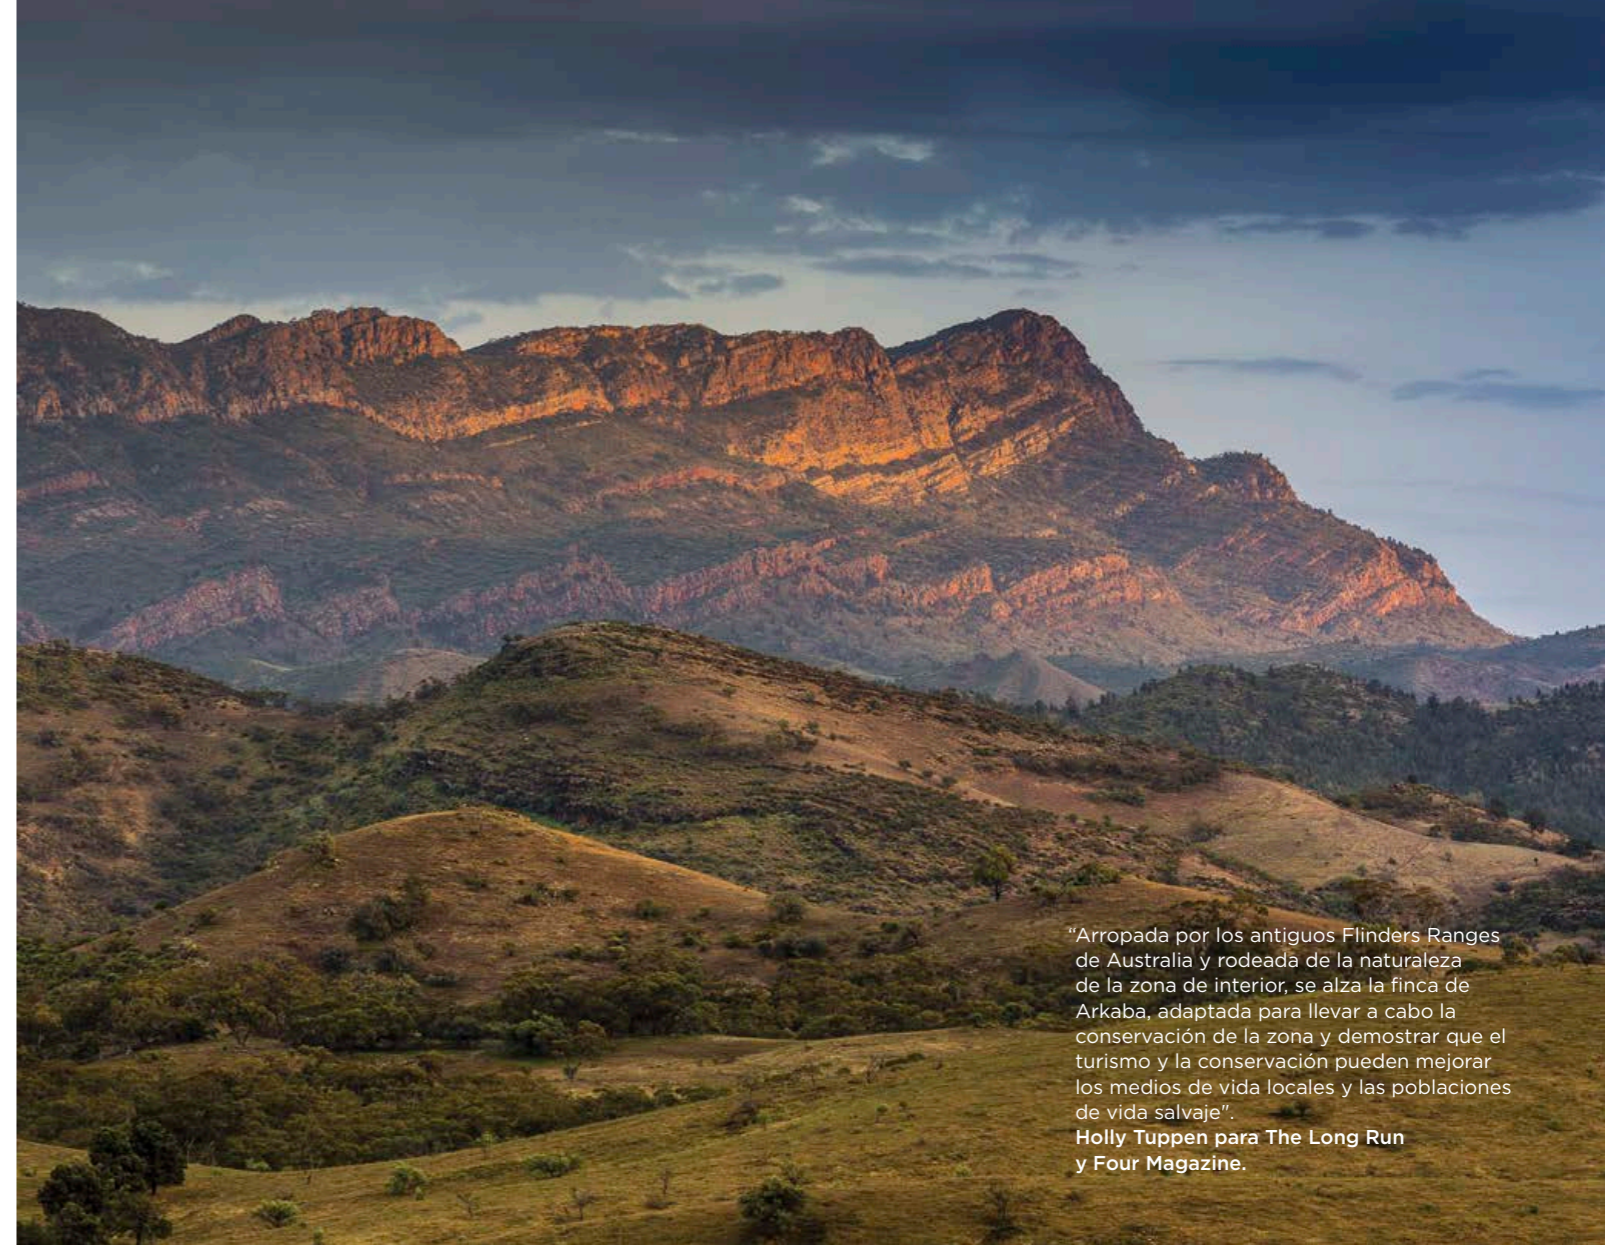 “Arropada por los antiguos Flinders Ranges
de Australia y rodeada de la naturaleza
de la zona de interior, se alza la finca de
Arkaba, adaptada para llevar a cabo la
conservación de la zona y demostrar que el
turismo y la conservación pueden mejorar
los medios de vida locales y las poblaciones
de vida salvaje".
Holly Tuppen para The Long Run
y Four Magazine.